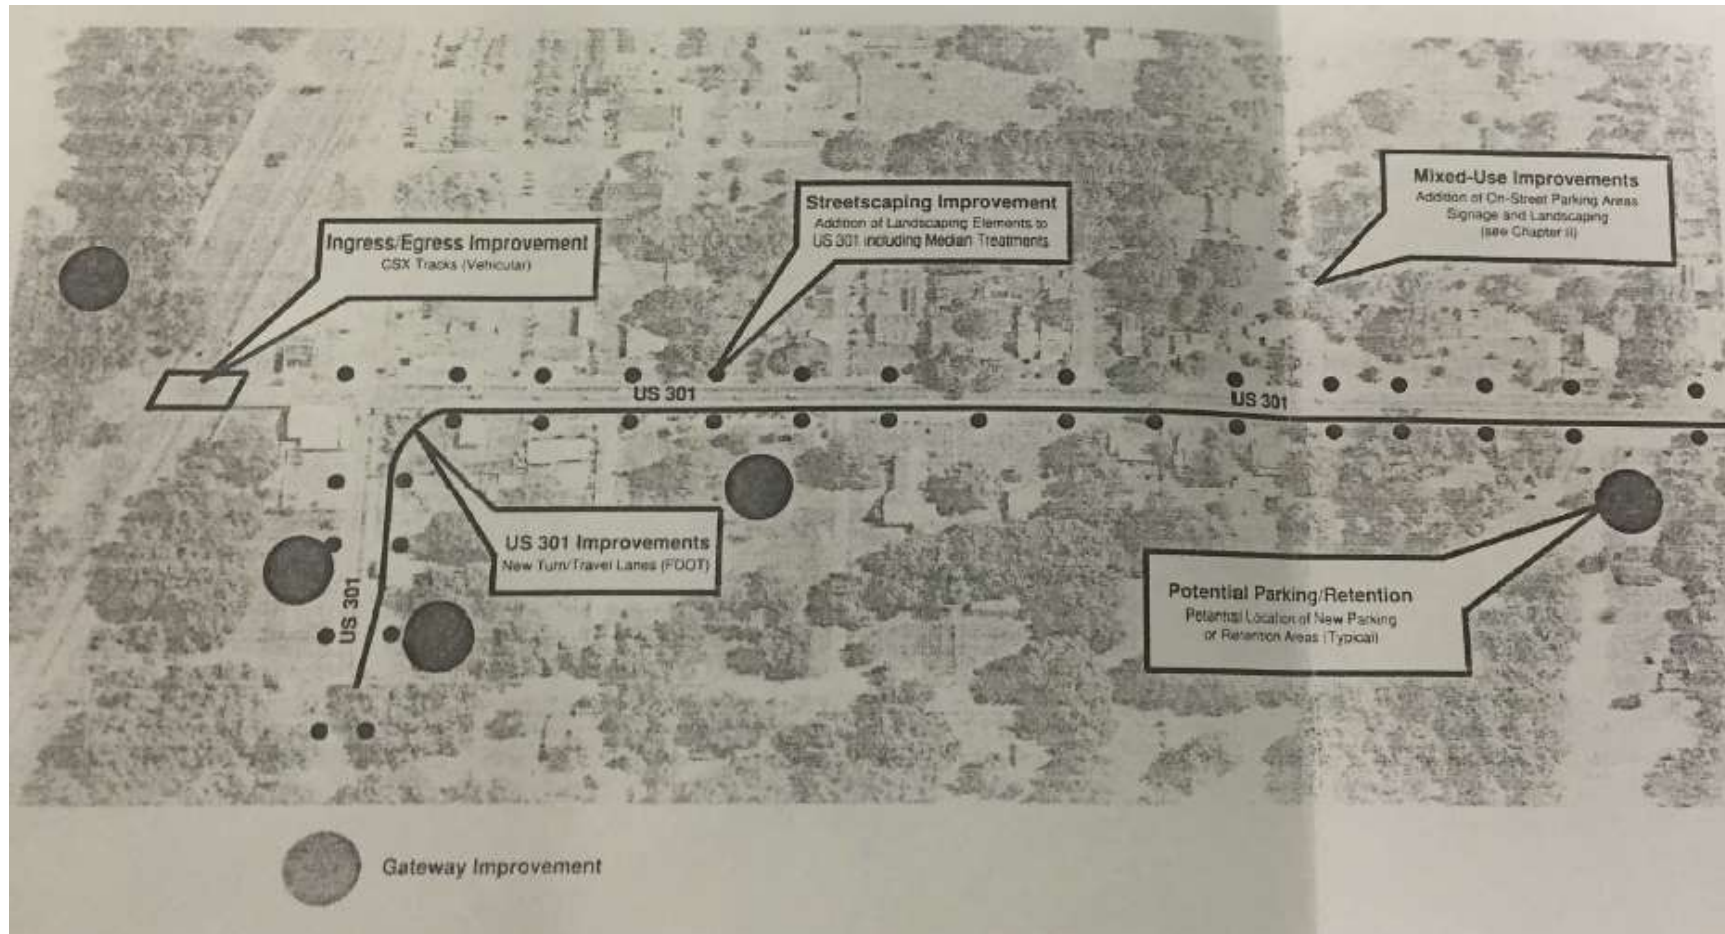 Mixed-Use Improvements
Addition of On-Street Parking Areas
Signage and Landscaping
(see Chapter II)
Streetscaping Improvement
Addition of Landscaping Elements to
US 301 including Median Treatments
Ingress/Egress Improvement
CSX Tracks (Vehicular)
US 301
US 301
US 301 Improvements
New Turn/Travel Lanes (FDOT)
US 301
Potential Parking/Retention
Potential Location of New Parking
or Retention Areas (Typical)
Gateway Improvement